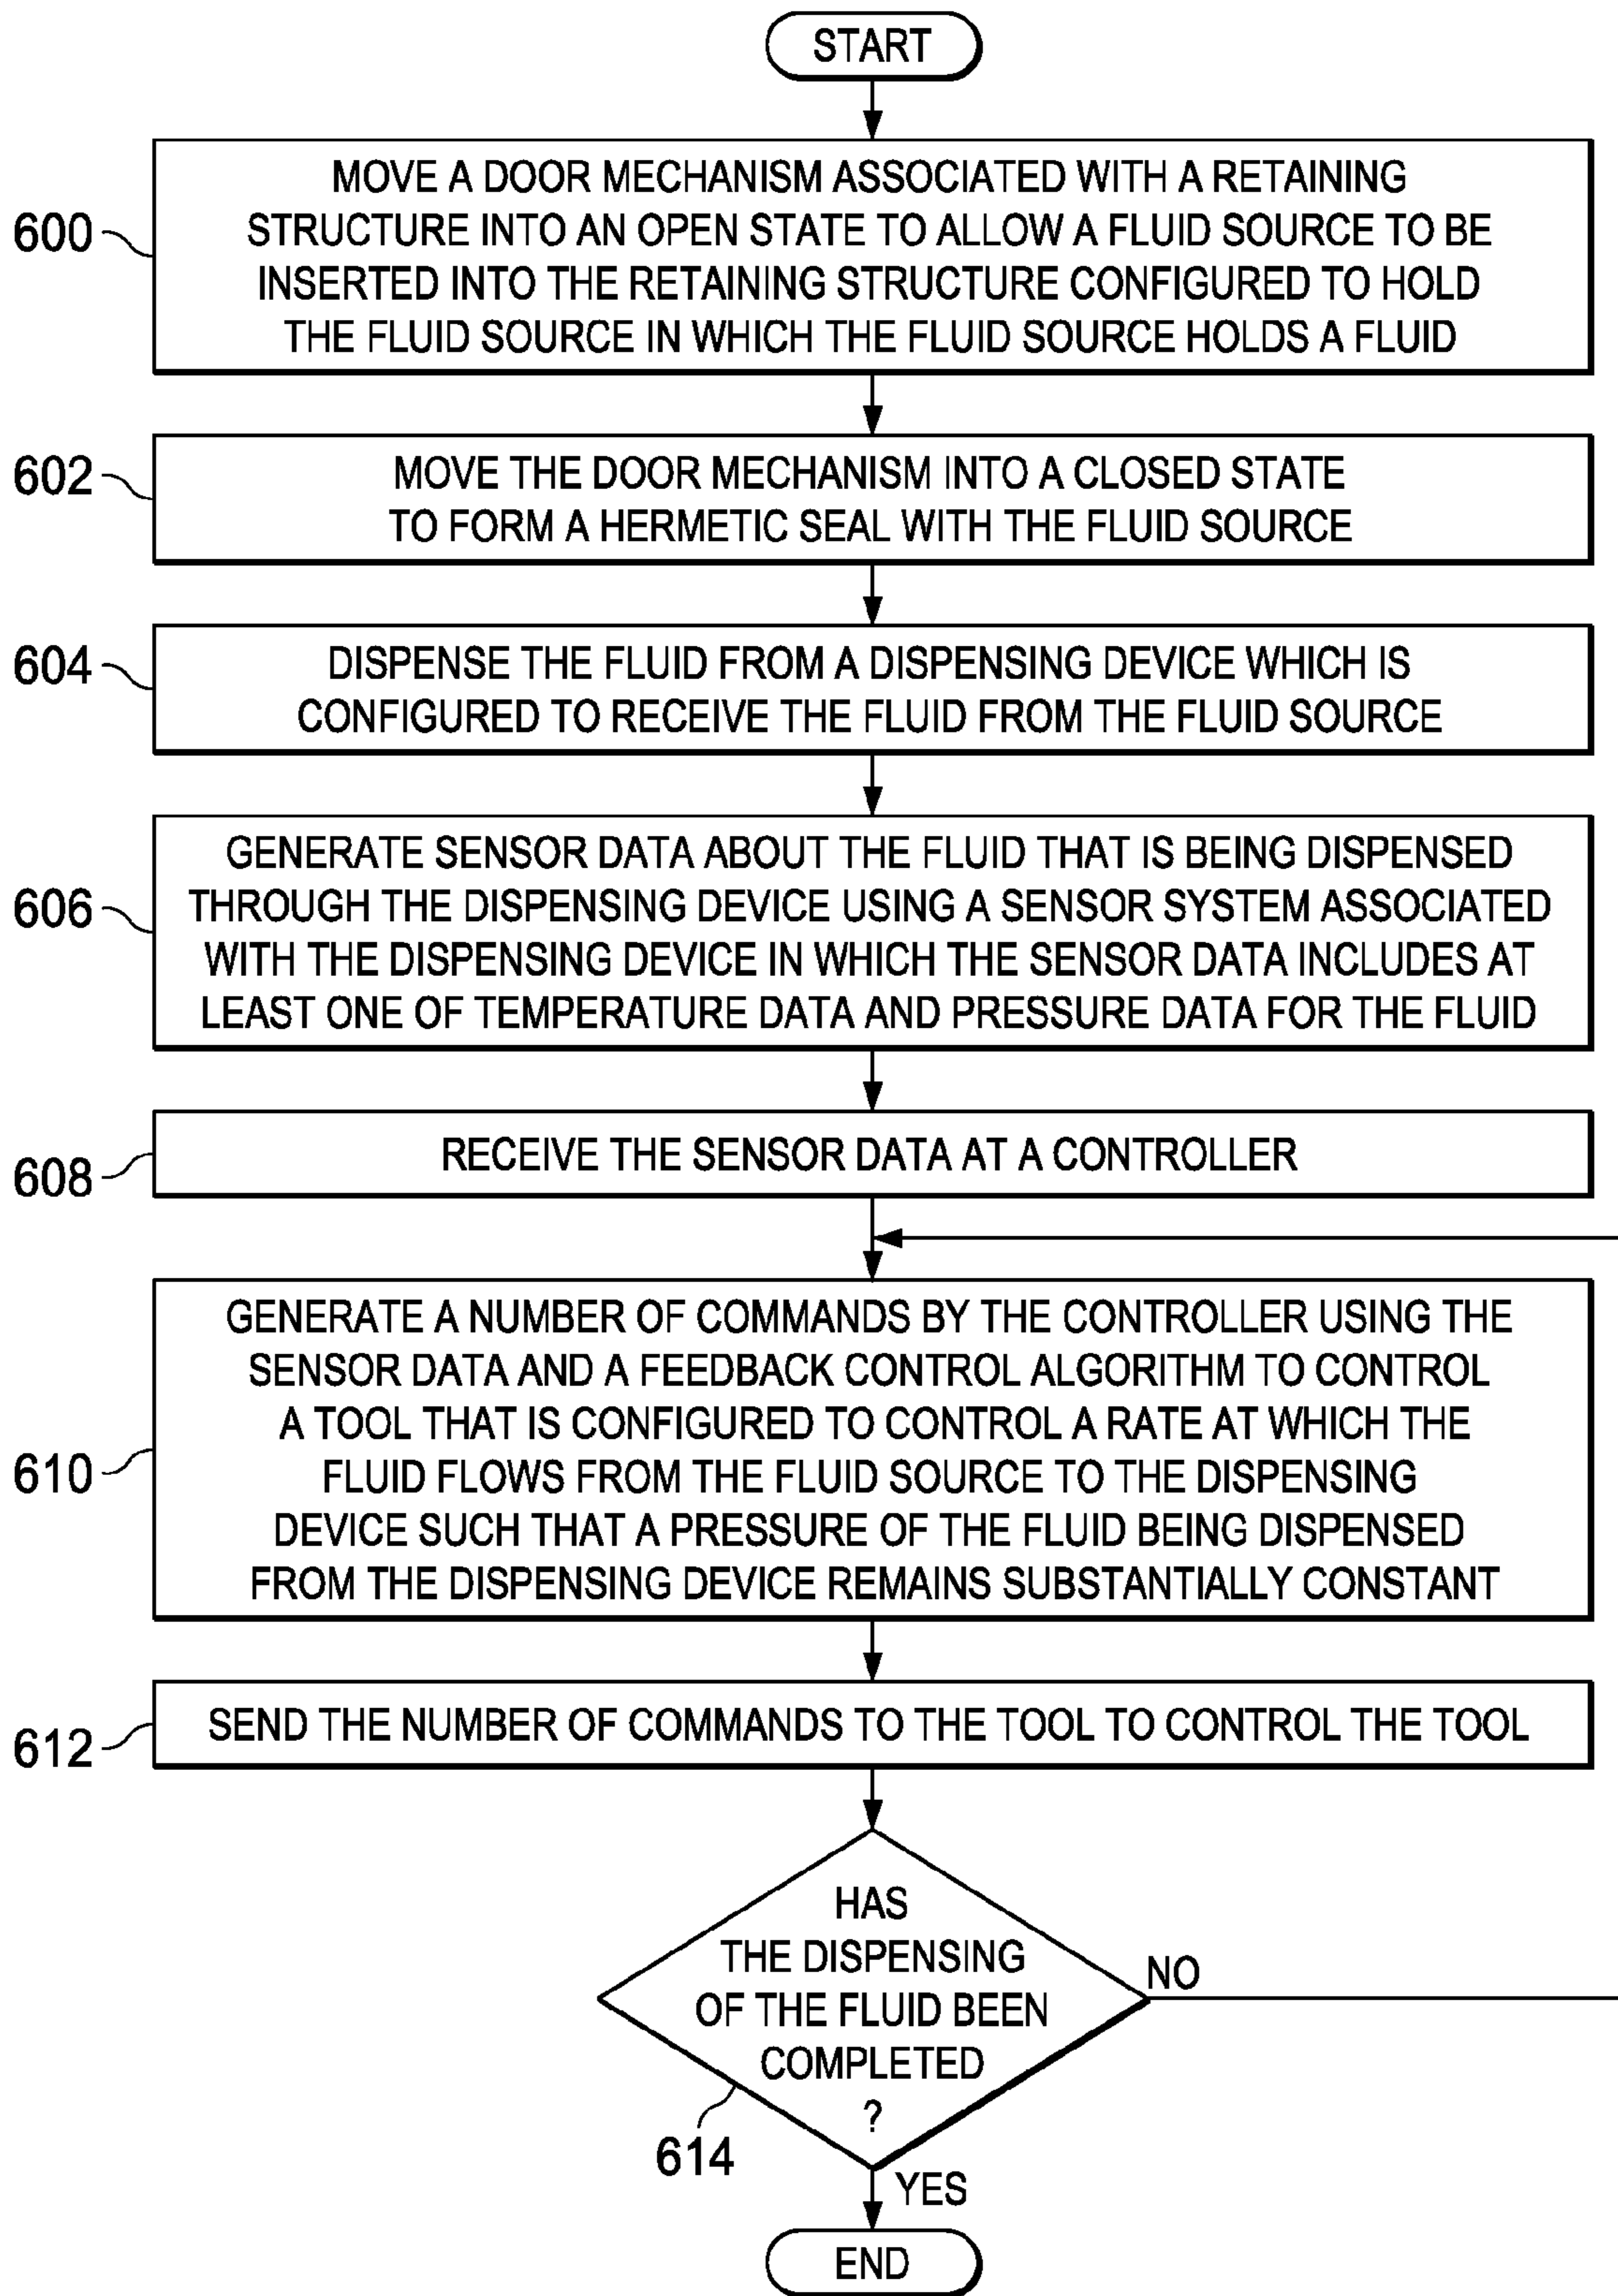 START
600
MOVE A DOOR MECHANISM ASSOCIATED WITH A RETAINING
STRUCTURE INTO AN OPEN STATE TO ALLOW A FLUID SOURCE TO BE
INSERTED INTO THE RETAINING STRUCTURE CONFIGURED TO HOLD
THE FLUID SOURCE IN WHICH THE FLUID SOURCE HOLDS A FLUID
602
MOVE THE DOOR MECHANISM INTO A CLOSED STATE
TO FORM A HERMETIC SEAL WITH THE FLUID SOURCE
604
DISPENSE THE FLUID FROM A DISPENSING DEVICE WHICH IS
CONFIGURED TO RECEIVE THE FLUID FROM THE FLUID SOURCE
606
GENERATE SENSOR DATA ABOUT THE FLUID THAT IS BEING DISPENSED
THROUGH THE DISPENSING DEVICE USING A SENSOR SYSTEM ASSOCIATED
WITH THE DISPENSING DEVICE IN WHICH THE SENSOR DATA INCLUDES AT
LEAST ONE OF TEMPERATURE DATA AND PRESSURE DATA FOR THE FLUID
608
RECEIVE THE SENSOR DATA AT A CONTROLLER
610
GENERATE A NUMBER OF COMMANDS BY THE CONTROLLER USING THE
SENSOR DATA AND A FEEDBACK CONTROL ALGORITHM TO CONTROL
A TOOL THAT IS CONFIGURED TO CONTROL A RATE AT WHICH THE
FLUID FLOWS FROM THE FLUID SOURCE TO THE DISPENSING
DEVICE SUCH THAT A PRESSURE OF THE FLUID BEING DISPENSED
FROM THE DISPENSING DEVICE REMAINS SUBSTANTIALLY CONSTANT
612
SEND THE NUMBER OF COMMANDS TO THE TOOL TO CONTROL THE TOOL
HAS
THE DISPENSING
OF THE FLUID BEEN
COMPLETED
?
NO
614
YES
END